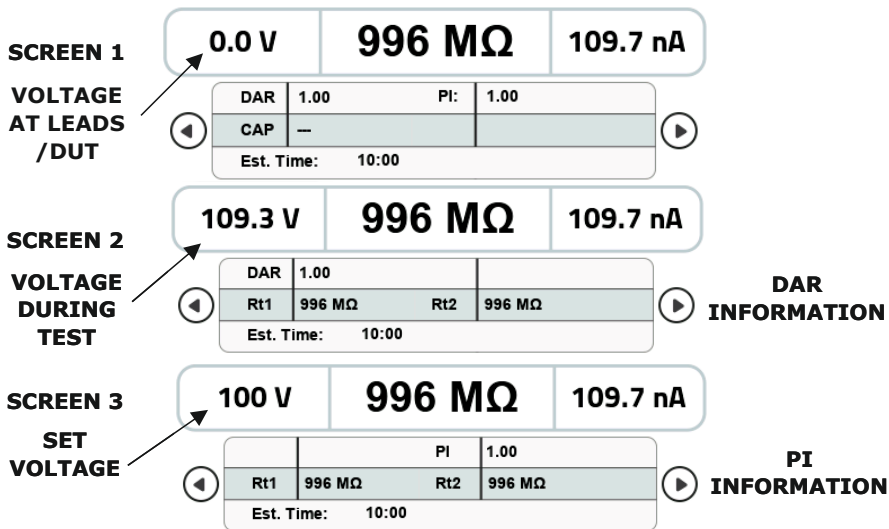 SCREEN 1
VOLTAGE
AT LEADS
/DUT
0.0 V 996 MΩ 109.7 nA
DAR 1.00 PI: 1.00
CAP ---
Est. Time: 10:00
SCREEN 2
VOLTAGE
DURING
TEST
109.3 V 996 MΩ 109.7 nA
DAR 1.00
Rt1 996 MΩ Rt2 996 MΩ
Est. Time: 10:00
DAR
INFORMATION
SCREEN 3
SET
VOLTAGE
100 V 996 MΩ 109.7 nA
PI 1.00
Rt1 996 MΩ Rt2 996 MΩ
Est. Time: 10:00
PI
INFORMATION